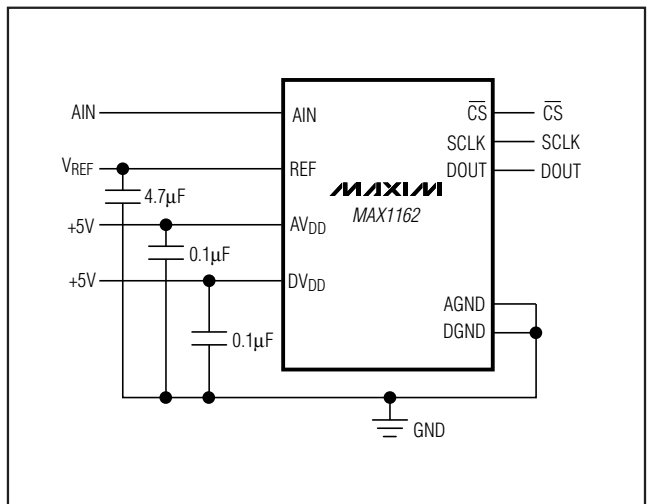 AIN
AIN
CS
CS
SCLK
SCLK
VREF
REF
DOUT
DOUT
MAXIM
MAX1162
4.7μF
+5V
AVDD
0.1μF
+5V
DVDD
AGND
DGND
0.1μF
GND